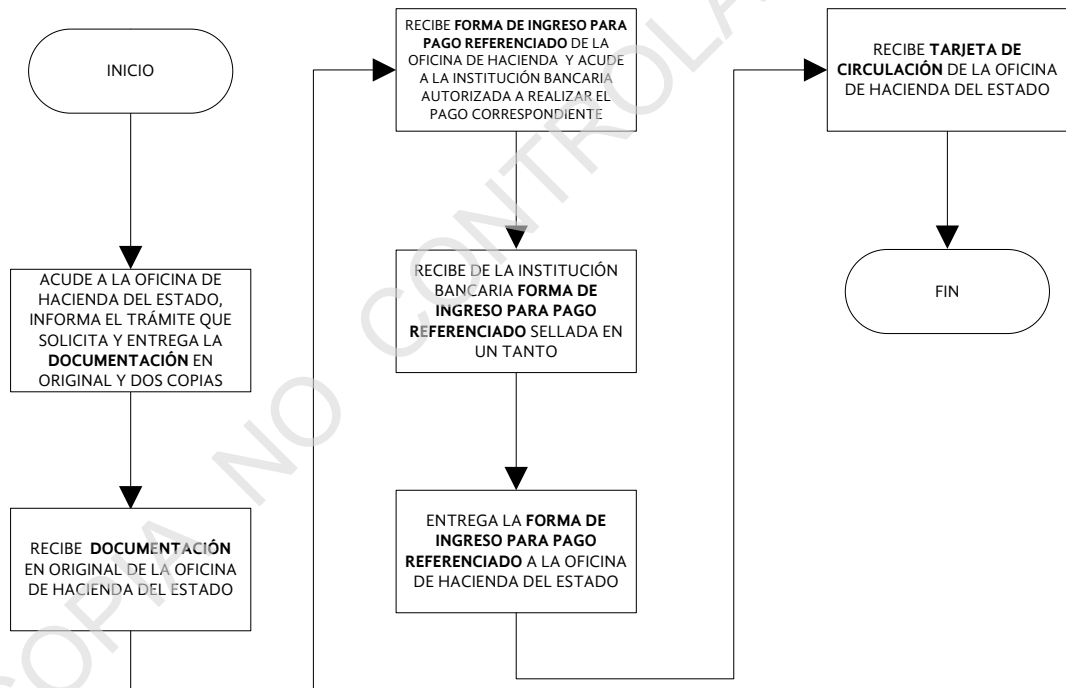 INICIO
ACUDE A LA OFICINA DE
HACIENDA DEL ESTADO,
INFORMA EL TRÁMITE QUE
SOLICITA Y ENTREGA LA
DOCUMENTACIÓN EN
ORIGINAL Y DOS COPIAS
RECIBE DOCUMENTACIÓN
EN ORIGINAL DE LA OFICINA
DE HACIENDA DEL ESTADO
RECIBE FORMA DE INGRESO PARA
PAGO REFERENCIADO DE LA
OFICINA DE HACIENDA Y ACUDE
A LA INSTITUCIÓN BANCARIA
AUTORIZADA A REALIZAR EL
PAGO CORRESPONDIENTE
RECIBE DE LA INSTITUCIÓN
BANCARIA FORMA DE
INGRESO PARA PAGO
REFERENCIADO SELLADA EN
UN TANTO
ENTREGA LA FORMA DE
INGRESO PARA PAGO
REFERENCIADO A LA OFICINA
DE HACIENDA DEL ESTADO
RECIBE TARJETA DE
CIRCULACIÓN DE LA OFICINA
DE HACIENDA DEL ESTADO
FIN
COPIA NO CONTROLA